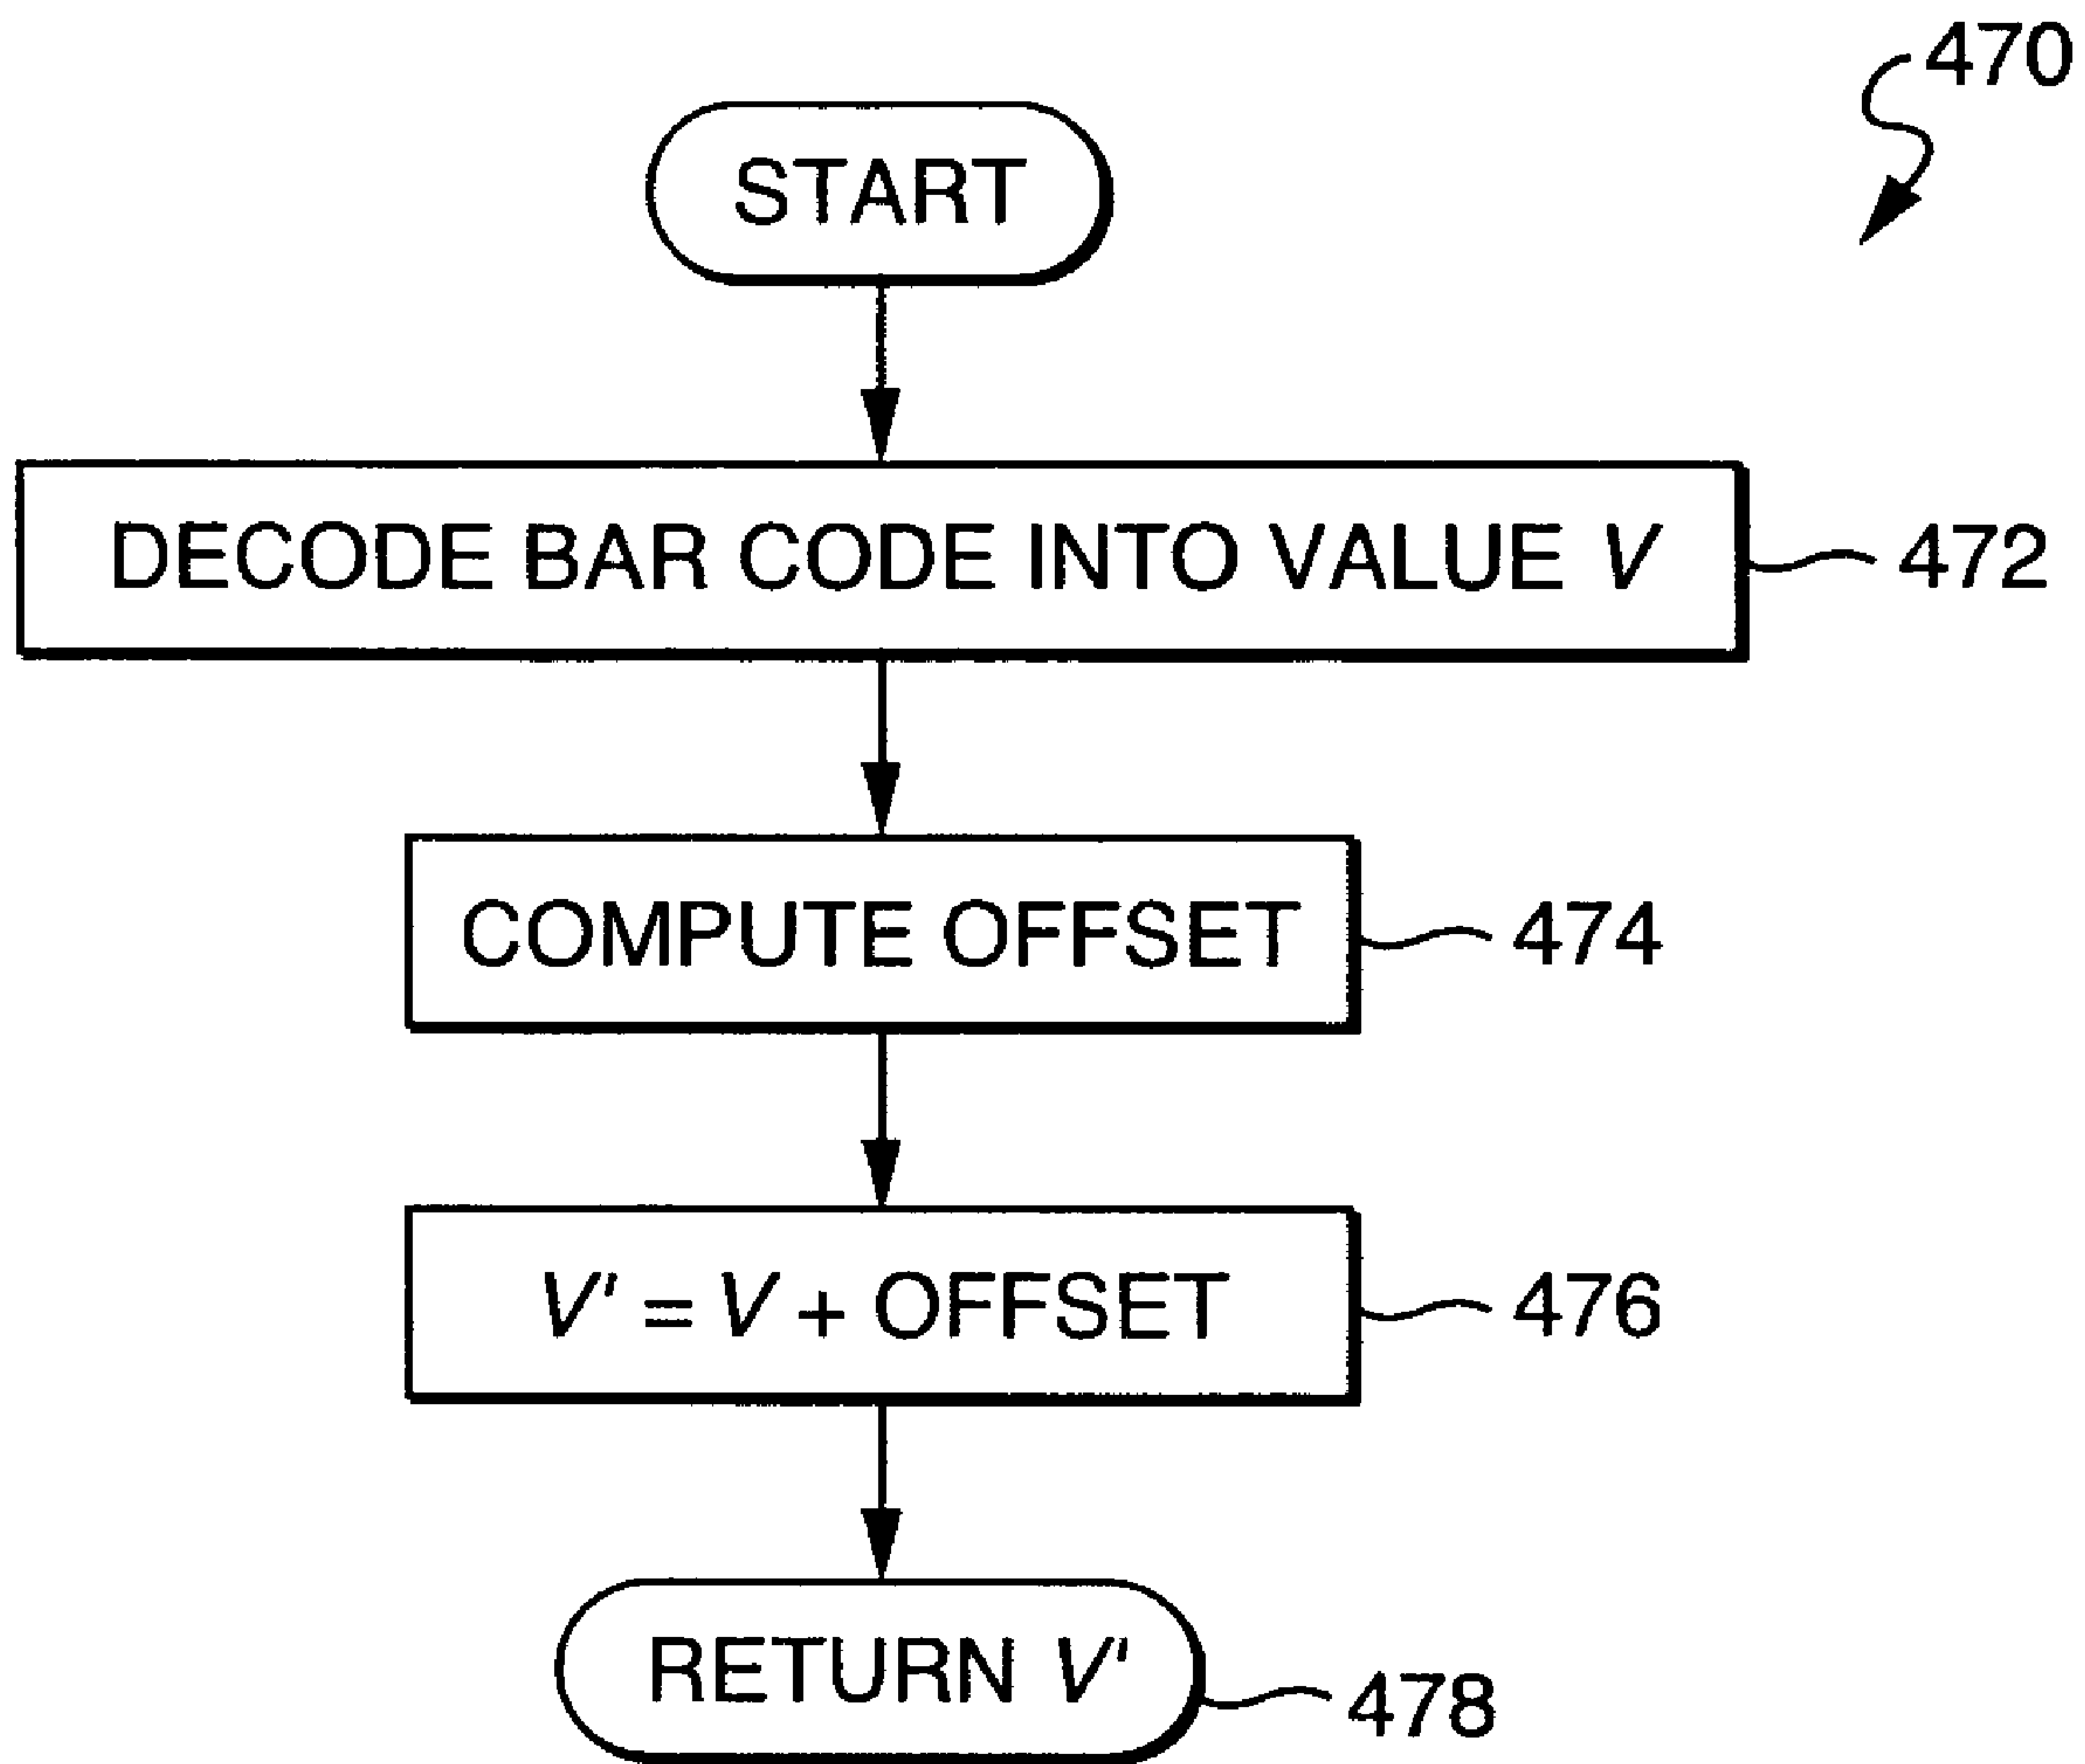 470
START
DECODE BAR CODE INTO VALUE V
472
COMPUTE OFFSET
474
V' = V + OFFSET
476
RETURN V'
478